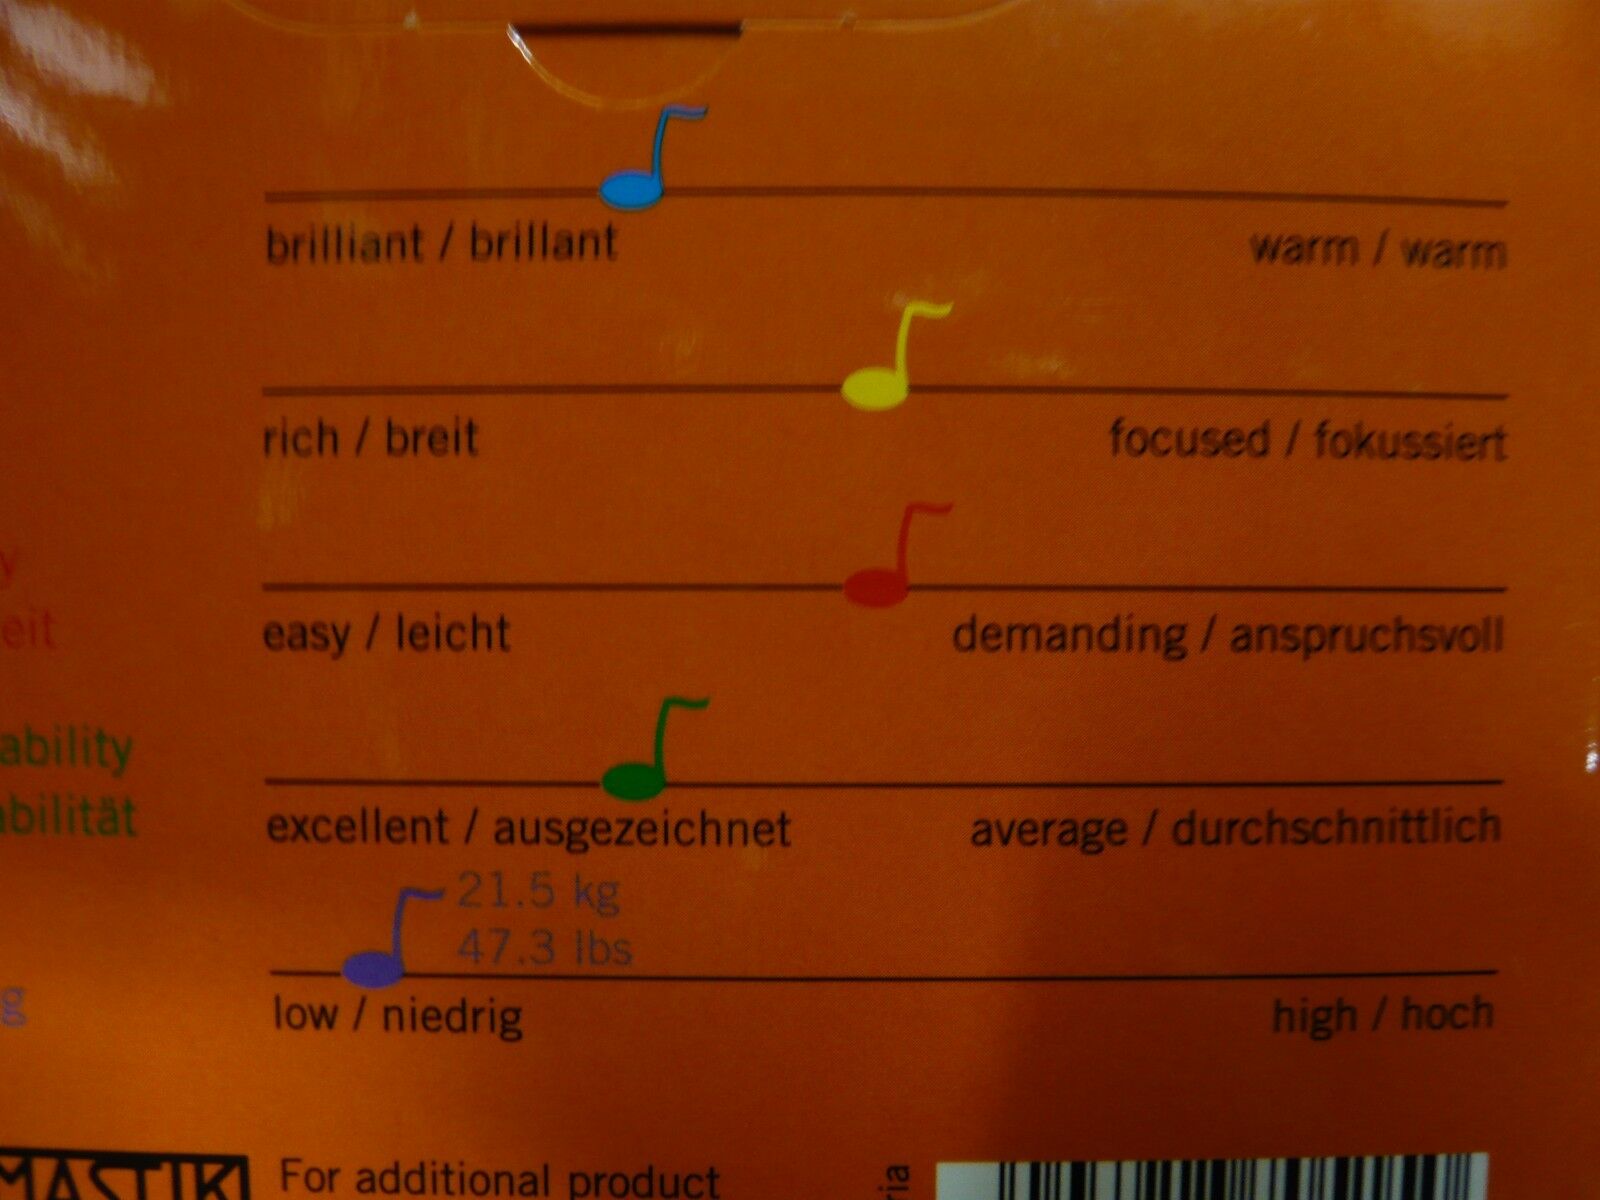 brilliant / brillant
warm / warm
rich / breit
focused / fokussiert
y
eit
easy / leicht
demanding / anspruchsvoll
ability
abilität
excellent / ausgezeichnet
average / durchschnittlich
21.5 kg
47.3 lbs
g
low / niedrig
high / hoch
MASTIK
For additional product
ria